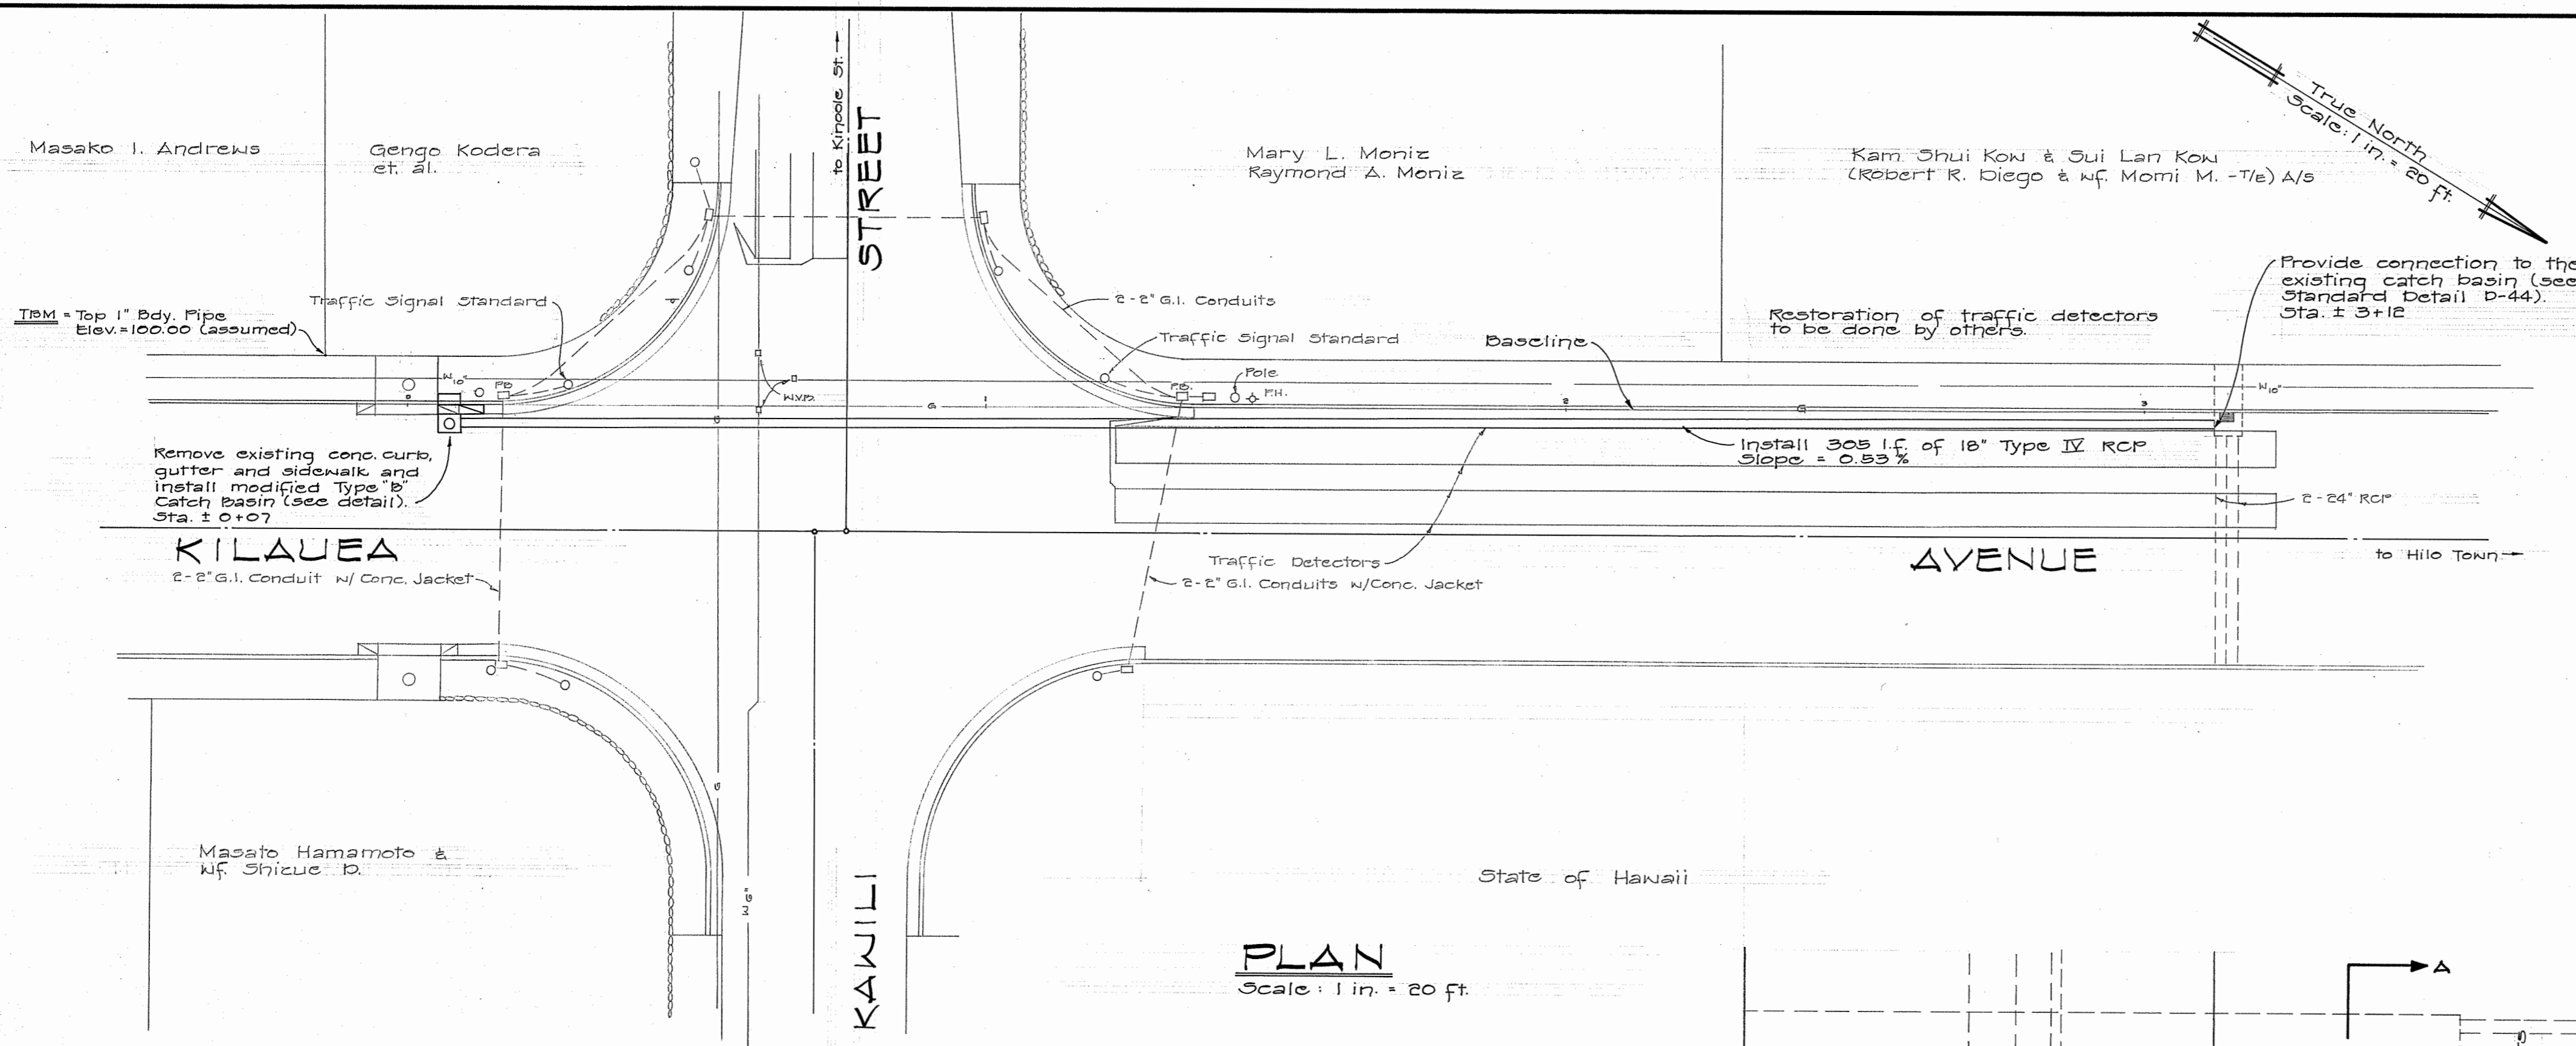 to Kinoole St.
STREET
True North
Scale: 1 in. = 20 ft.
Masako I. Andrews
Gengo Kodera
et. al.
Mary L. Moniz
Raymond A. Moniz
Kam Shui Kow & Sui Lan Kow
(Robert R. Diego & wf. Momi M. -T/E) A/S
TBM = Top 1" Bdy. Pipe
Elev. = 100.00 (assumed)
Traffic Signal Standard
2-2" G.I. Conduits
Traffic Signal Standard
Baseline
Restoration of traffic detectors
to be done by others.
Provide connection to the
existing catch basin (see
Standard Detail D-44).
Sta. ± 3+12
W10"
P.B.
W.V.B.
G
1
P.B.
Pole
F.H.
2
G
3
W10"
G
Remove existing conc. curb,
gutter and sidewalk and
install modified Type "B"
Catch Basin (see detail).
Sta. ± 0+07
Install 305 l.f. of 18" Type IV RCP
Slope = 0.53%
2-24" RCP
KILAUEA
AVENUE
to Hilo Town
2-2" G.I. Conduit w/ Conc. Jacket
Traffic Detectors
2-2" G.I. Conduits w/Conc. Jacket
G
W6"
Masato Hamamoto &
Wf. Shizue D.
State of Hawaii
KAWILI
PLAN
Scale: 1 in. = 20 ft.
A